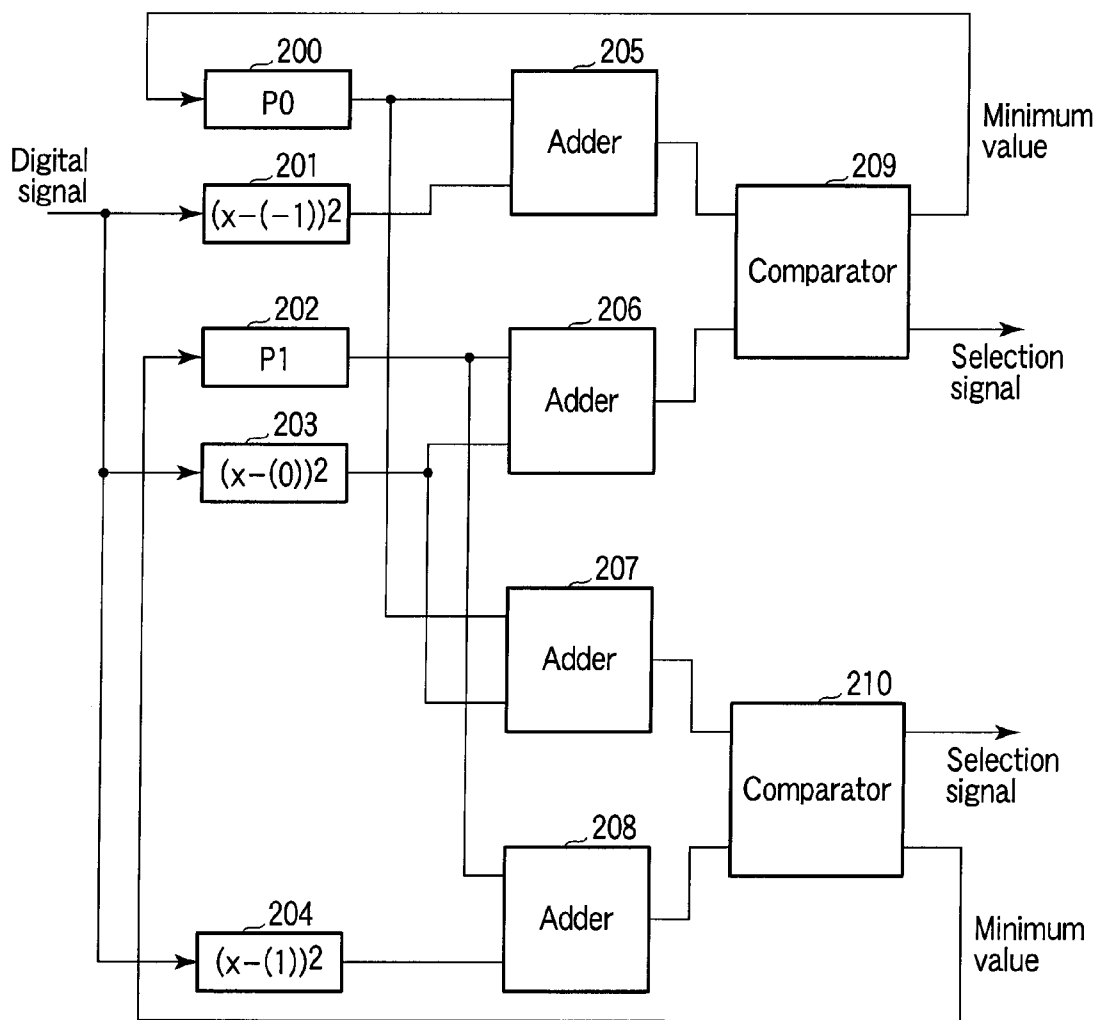 200
P0
205
Adder
Minimum
value
Digital
signal
201
(x-(-1))2
209
Comparator
202
P1
206
Adder
Selection
signal
203
(x-(0))2
207
Adder
210
Comparator
Selection
signal
208
Adder
204
(x-(1))2
Minimum
value